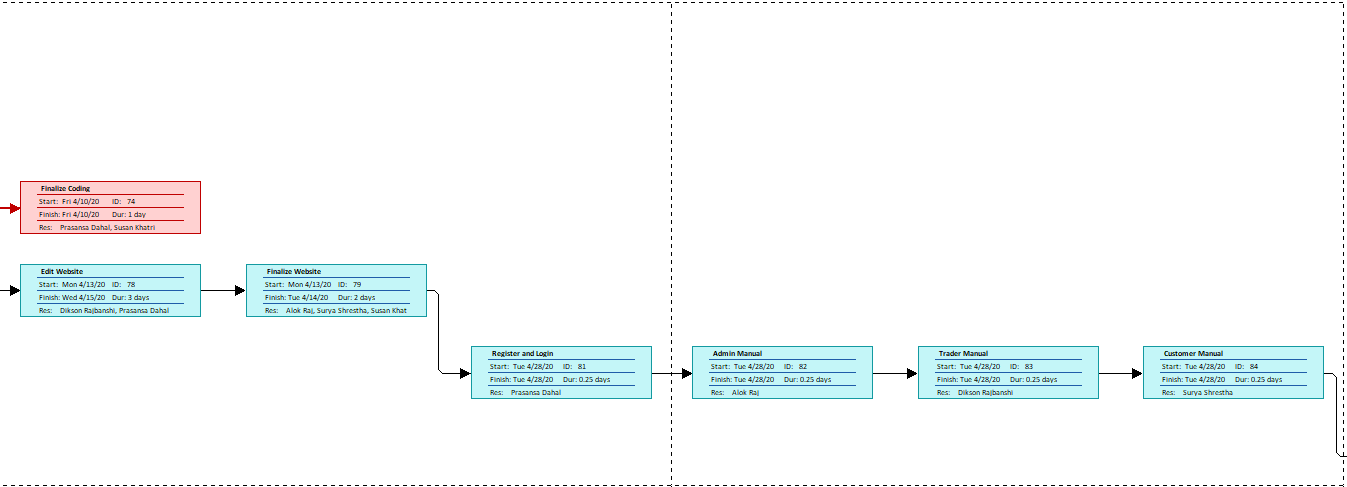 Finalize Coding
Start: Fri 4/10/20 ID: 74
Finish: Fri 4/10/20 Dur: 1 day
Res: Prasansa Dahal, Susan Khatri
Edit Website
Start: Mon 4/13/20 ID: 78
Finish: Wed 4/15/20 Dur: 3 days
Res: Dikson Rajbanshi, Prasansa Dahal
Finalize Website
Start: Mon 4/13/20 ID: 79
Finish: Tue 4/14/20 Dur: 2 days
Res: Alok Raj, Surya Shrestha, Susan Khat
Register and Login
Start: Tue 4/28/20 ID: 81
Finish: Tue 4/28/20 Dur: 0.25 days
Res: Prasansa Dahal
Admin Manual
Start: Tue 4/28/20 ID: 82
Finish: Tue 4/28/20 Dur: 0.25 days
Res: Alok Raj
Trader Manual
Start: Tue 4/28/20 ID: 83
Finish: Tue 4/28/20 Dur: 0.25 days
Res: Dikson Rajbanshi
Customer Manual
Start: Tue 4/28/20 ID: 84
Finish: Tue 4/28/20 Dur: 0.25 days
Res: Surya Shrestha